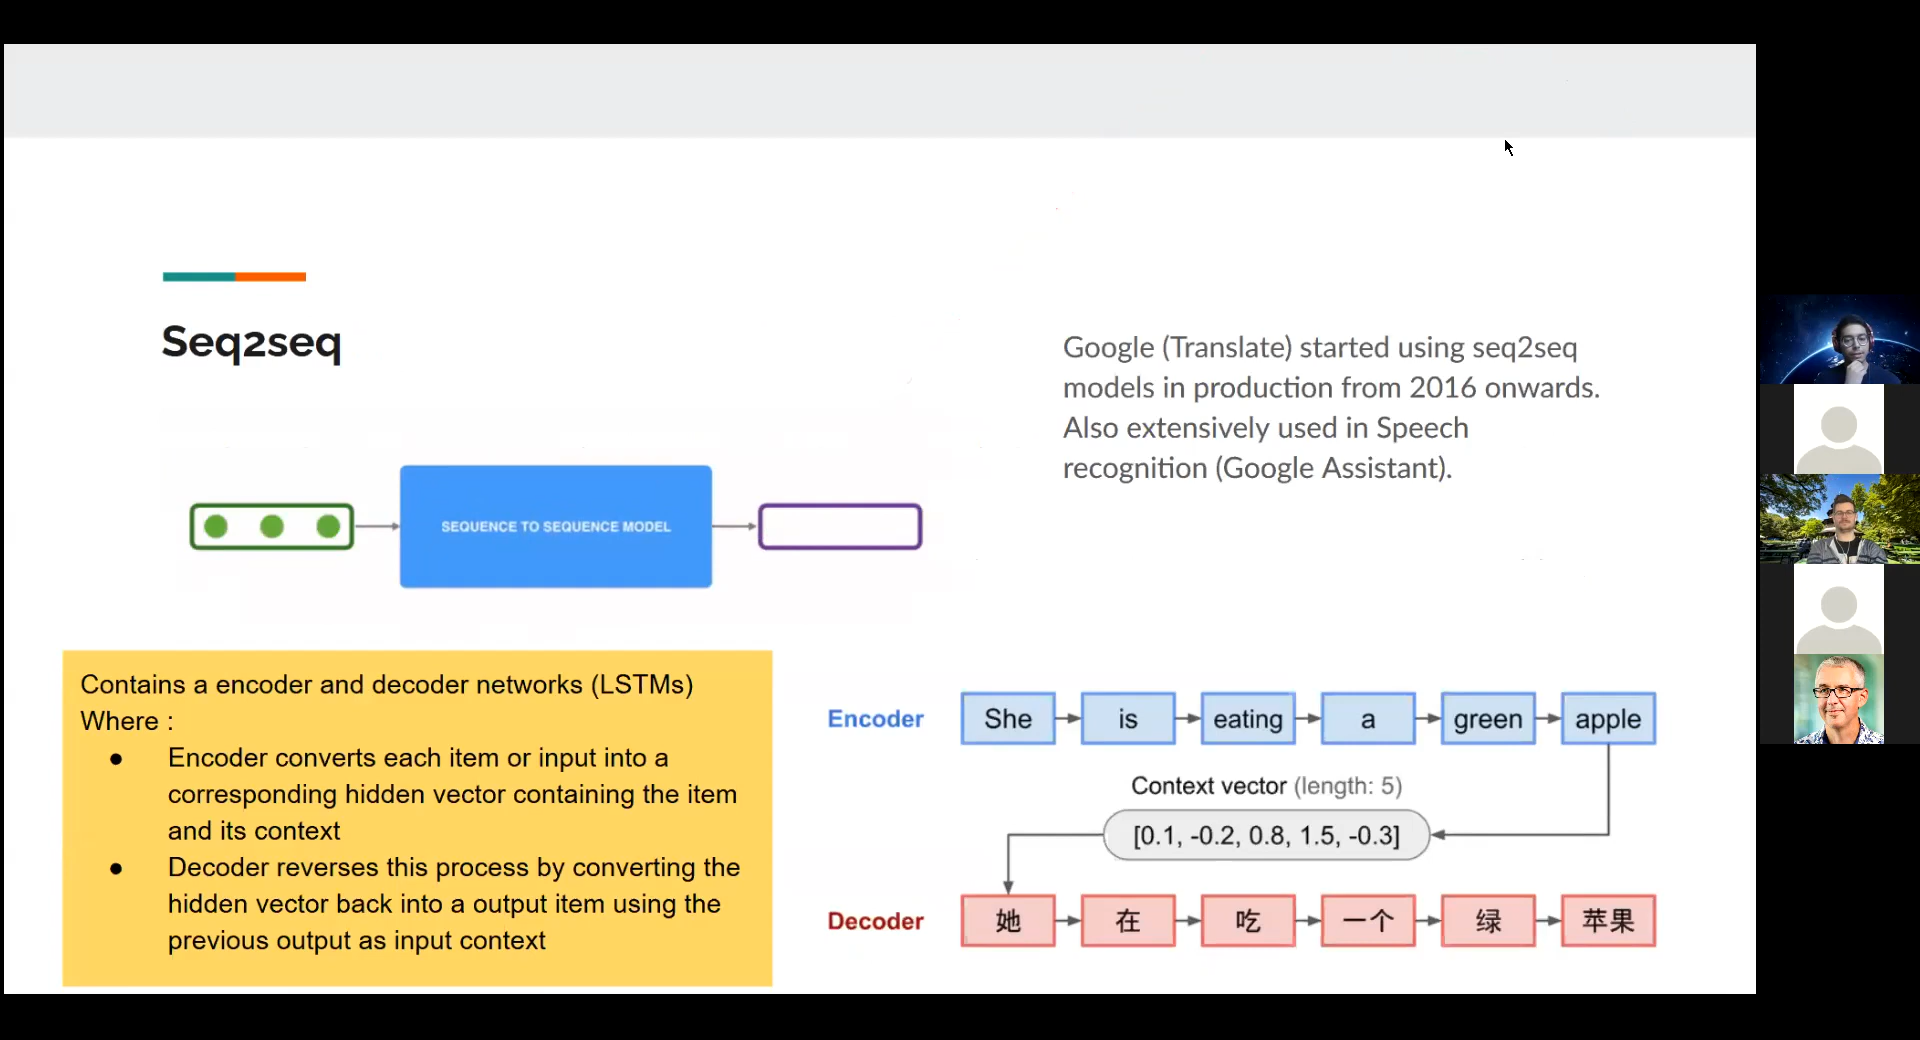 Seq2seq
Google (Translate) started using seq2seq
models in production from 2016 onwards.
Also extensively used in Speech
recognition (Google Assistant).
SEQUENCE TO SEQUENCE MODEL
Contains a encoder and decoder networks (LSTMs)
Where :
● Encoder converts each item or input into a
corresponding hidden vector containing the item
and its context
● Decoder reverses this process by converting the
hidden vector back into a output item using the
previous output as input context
Encoder She is eating a green apple
Context vector (length: 5)
[0.1, -0.2, 0.8, 1.5, -0.3]
Decoder 她 在 吃 一个 绿 苹果